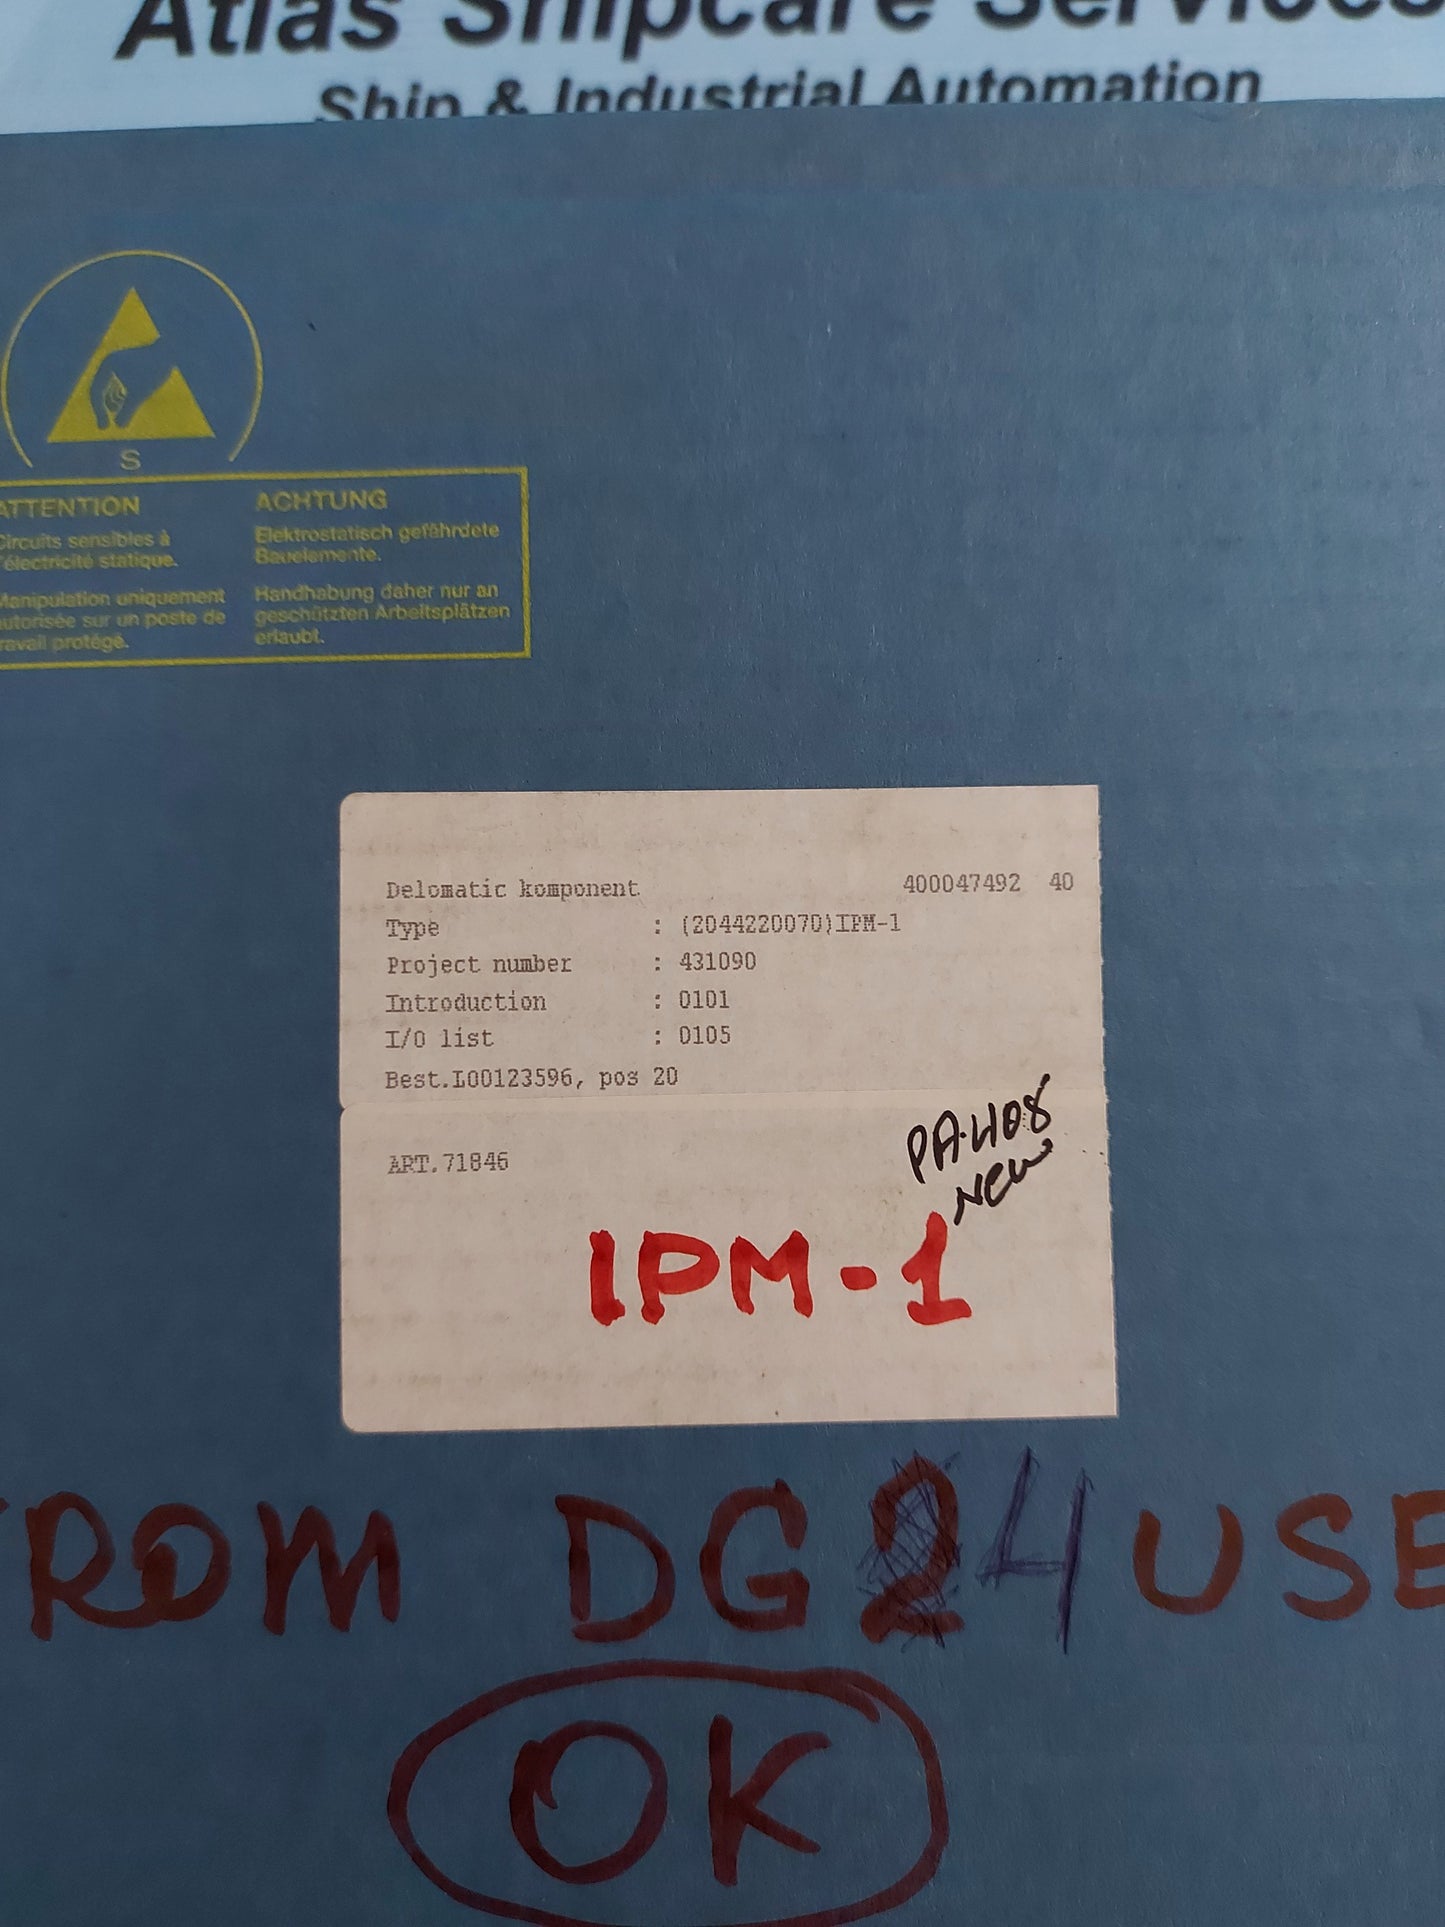 Atlas Shipcare Services
Ship & Industrial Automation
S
ATTENTION
Circuits sensibles à
l'électricité statique.
Manipulation uniquement
autorisée sur un poste de
travail protégé.
ACHTUNG
Elektrostatisch gefährdete
Bauelemente.
Handhabung daher nur an
geschützten Arbeitsplätzen
erlaubt.
Delomatic komponent 400047492 40
Type : (2044220070)IPM-1
Project number : 431090
Introduction : 0101
I/O list : 0105
Best.L00123596, pos 20
PA-408
NEW
ART.71846
IPM-1
FROM DG 4 USE
OK